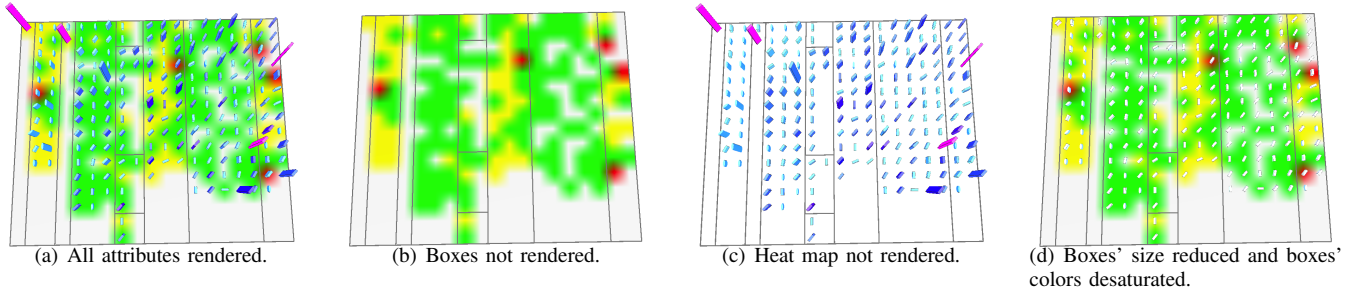 (a) All attributes rendered.
(b) Boxes not rendered.
(c) Heat map not rendered.
(d) Boxes' size reduced and boxes'
colors desaturated.